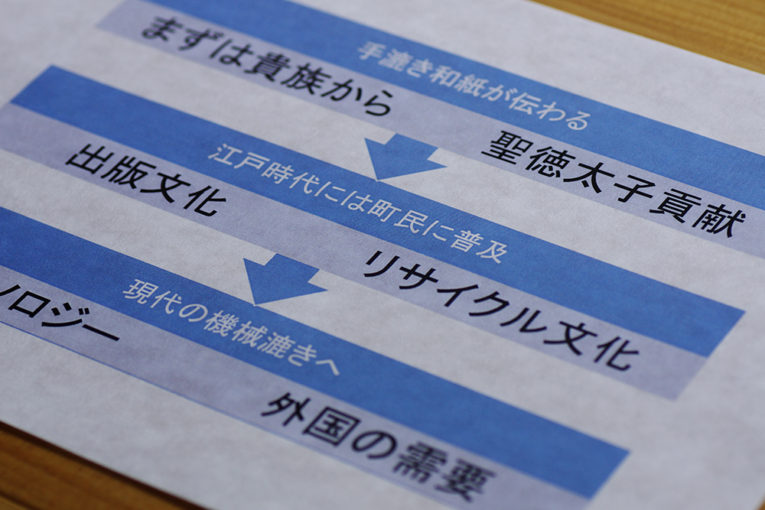 手漉き和紙が伝わる
まずは貴族から 聖徳太子貢献
江戸時代には町民に普及
出版文化 リサイクル文化
現代の機械漉きへ
ノロジー 外国の需要